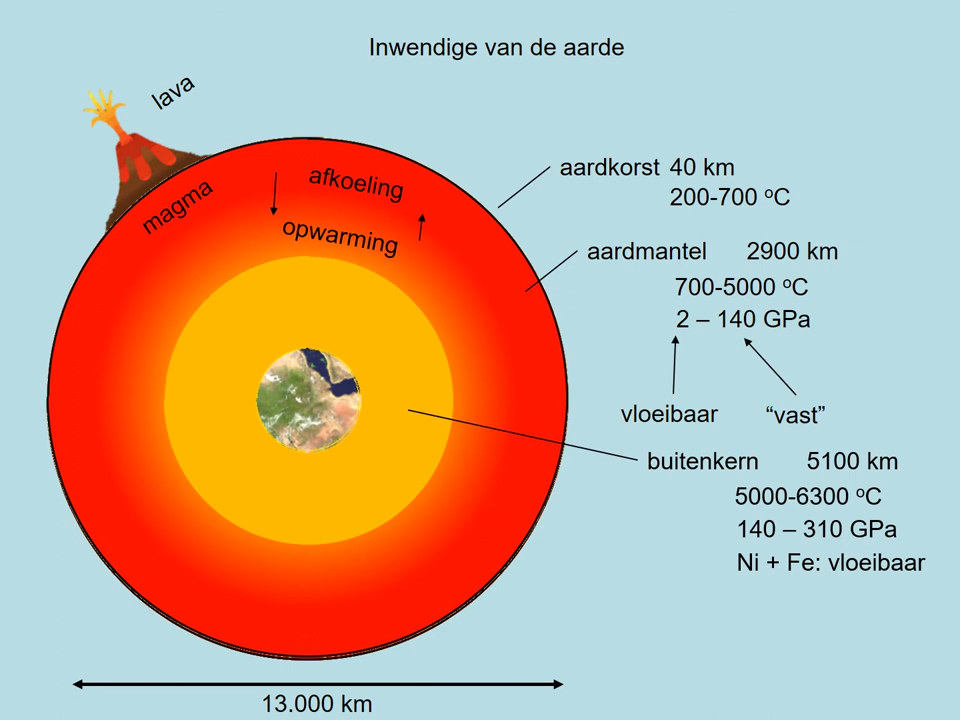 Inwendige van de aarde
lava
magma
afkoeling
opwarming
aardkorst 40 km
200-700 ºC
aardmantel 2900 km
700-5000 ºC
2 – 140 GPa
vloeibaar “vast”
buitenkern 5100 km
5000-6300 ºC
140 – 310 GPa
Ni + Fe: vloeibaar
13.000 km